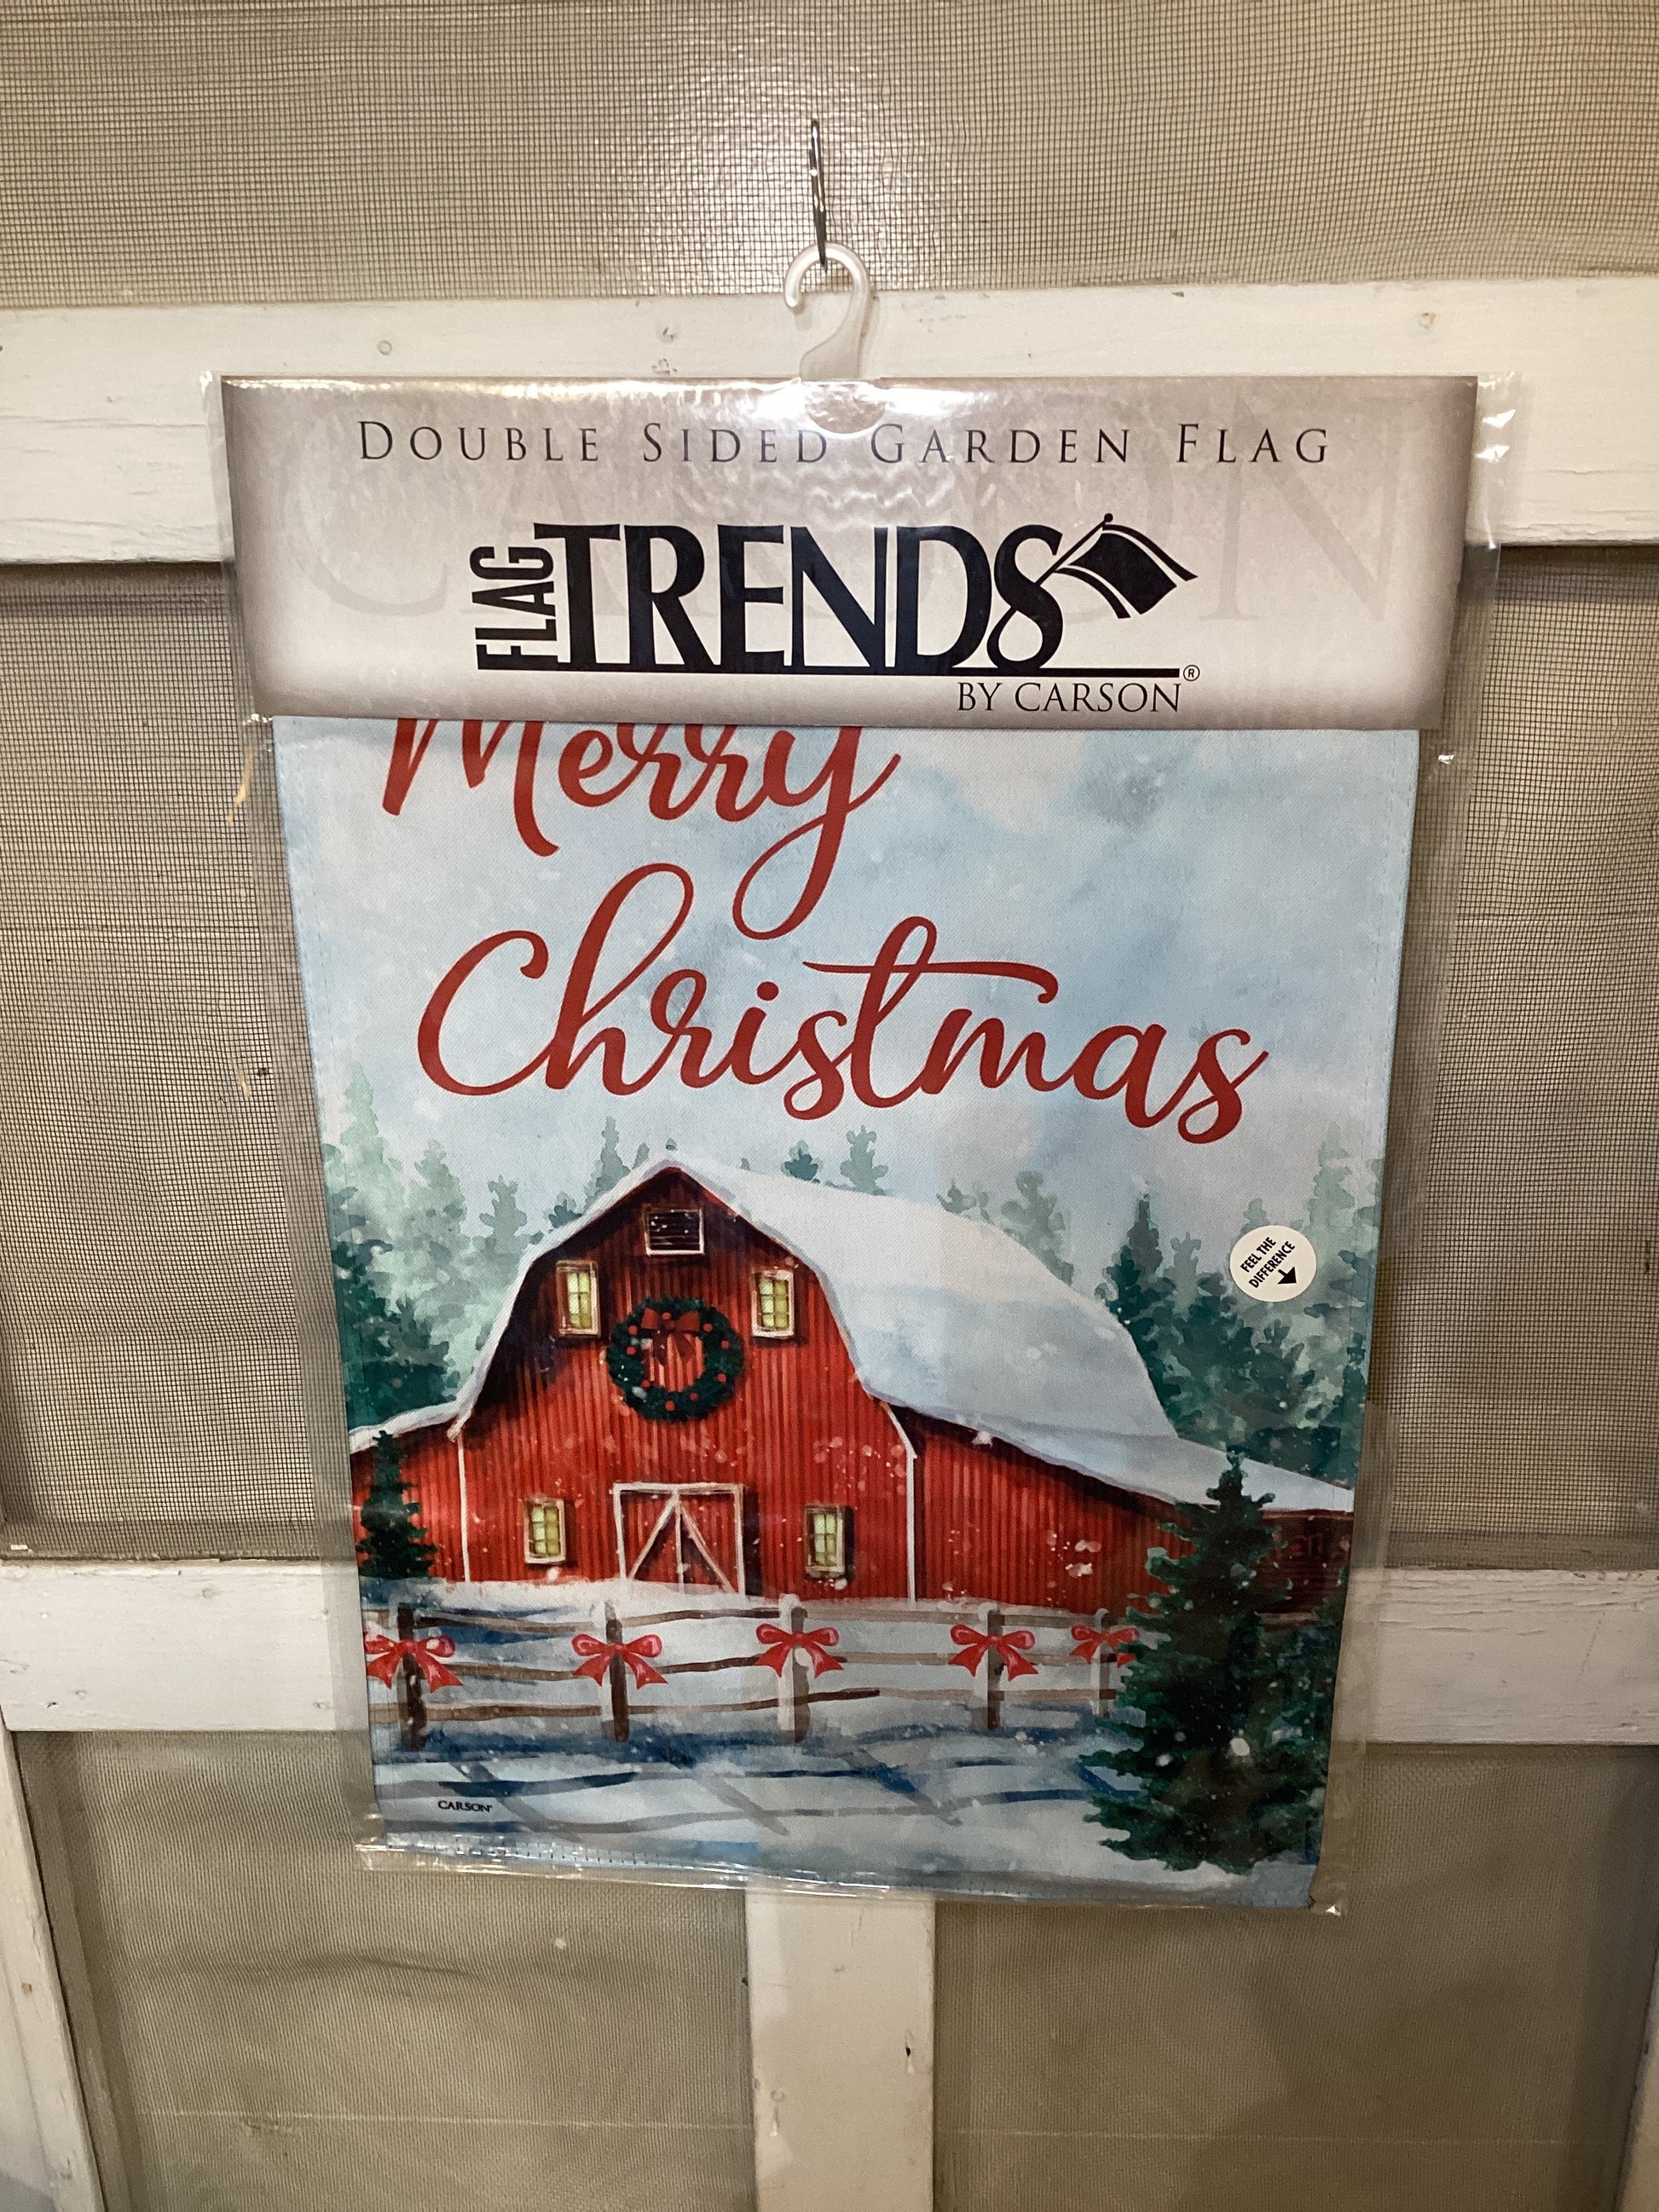 DOUBLE SIDED GARDEN FLAG
FLAG TRENDS
®
BY CARSON
Merry
Christmas
FEEL THE
DIFFERENCE
CARSON